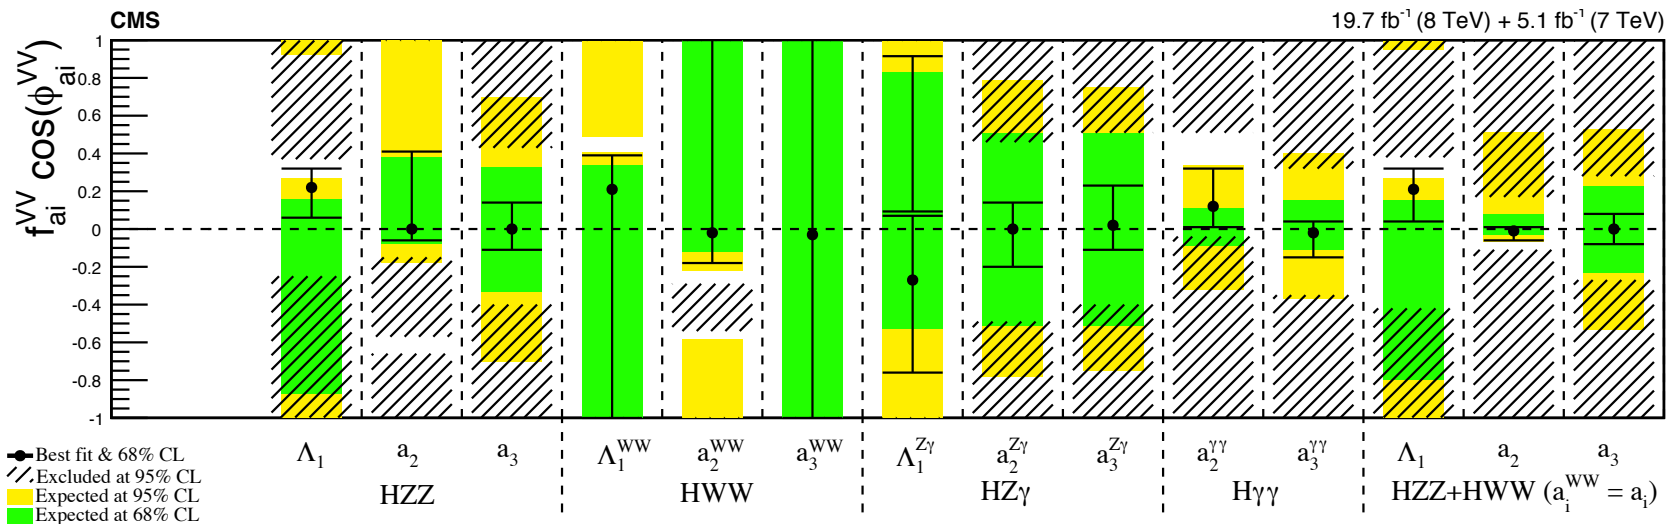 CMS 19.7 fb⁻¹ (8 TeV) + 5.1 fb⁻¹ (7 TeV)
f_ai^VV cos(ϕ_ai^VV)
1
0.8
0.6
0.4
0.2
0
-0.2
-0.4
-0.6
-0.8
-1
Λ₁ a₂ a₃ Λ₁^WW a₂^WW a₃^WW Λ₁^Zγ a₂^Zγ a₃^Zγ a₂^γγ a₃^γγ Λ₁ a₂ a₃
HZZ HWW HZγ Hγγ HZZ+HWW (a_i^WW = a_i)
Best fit & 68% CL
Excluded at 95% CL
Expected at 95% CL
Expected at 68% CL